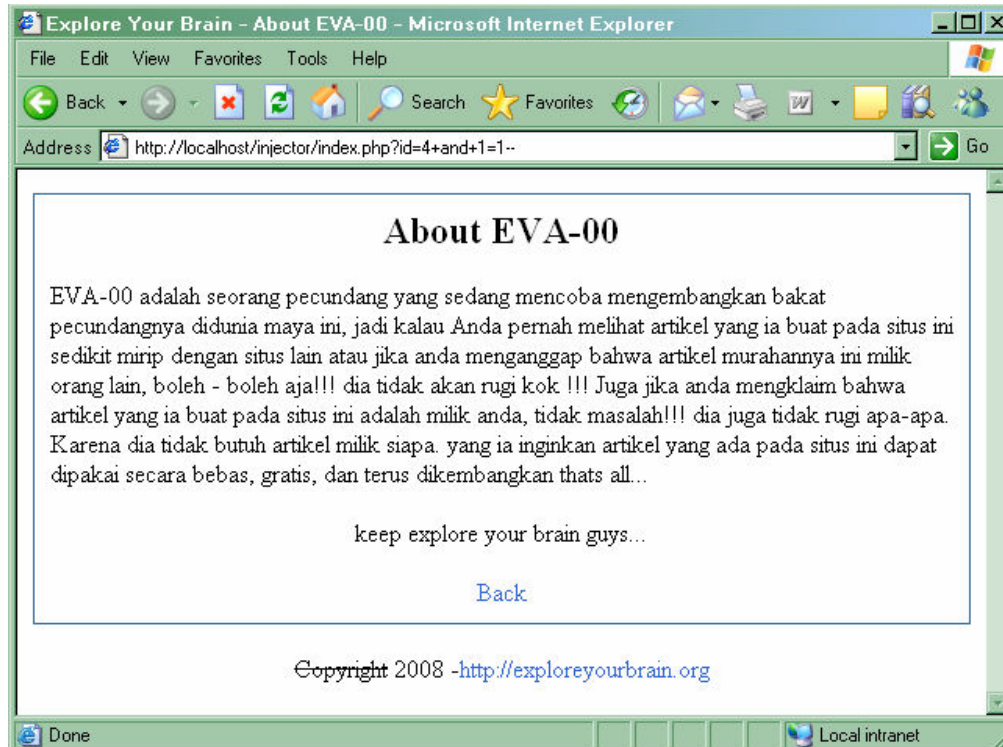 Explore Your Brain - About EVA-00 - Microsoft Internet Explorer
File Edit View Favorites Tools Help
Back Search Favorites
Address http://localhost/injector/index.php?id=4+and+1=1-- Go
About EVA-00
EVA-00 adalah seorang pecundang yang sedang mencoba mengembangkan bakat
pecundangnya didunia maya ini, jadi kalau Anda pernah melihat artikel yang ia buat pada situs ini
sedikit mirip dengan situs lain atau jika anda menganggap bahwa artikel murahannya ini milik
orang lain, boleh - boleh aja!!! dia tidak akan rugi kok !!! Juga jika anda mengklaim bahwa
artikel yang ia buat pada situs ini adalah milik anda, tidak masalah!!! dia juga tidak rugi apa-apa.
Karena dia tidak butuh artikel milik siapa. yang ia inginkan artikel yang ada pada situs ini dapat
dipakai secara bebas, gratis, dan terus dikembangkan thats all...
keep explore your brain guys...
Back
Copyright 2008 -http://exploreyourbrain.org
Done Local intranet